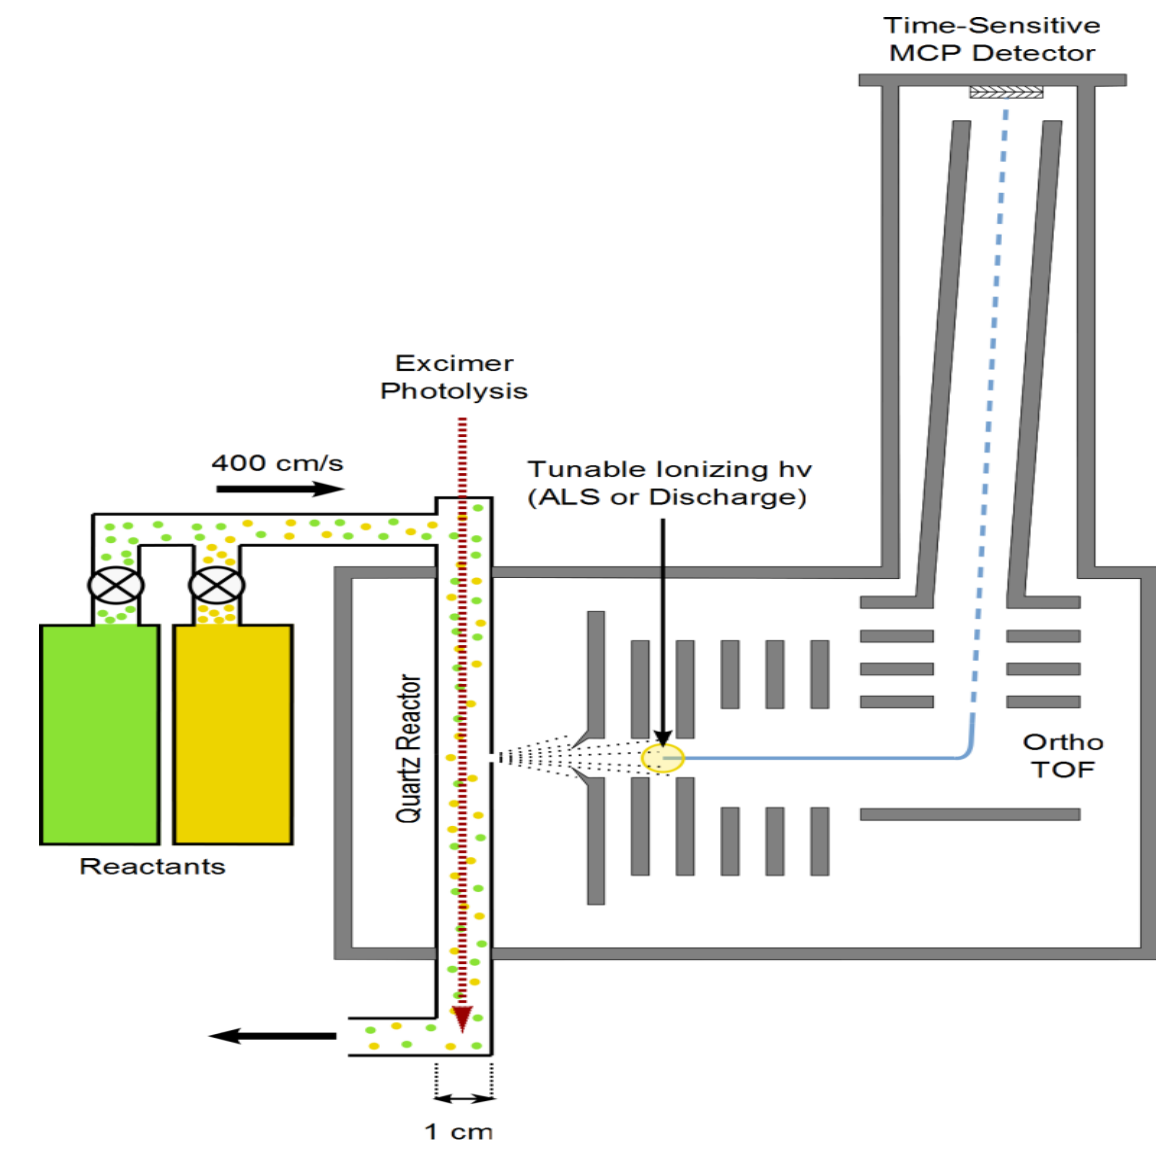 Time-Sensitive
MCP Detector
Excimer
Photolysis
400 cm/s
Tunable Ionizing hv
(ALS or Discharge)
Quartz Reactor
Ortho
TOF
Reactants
1 cm